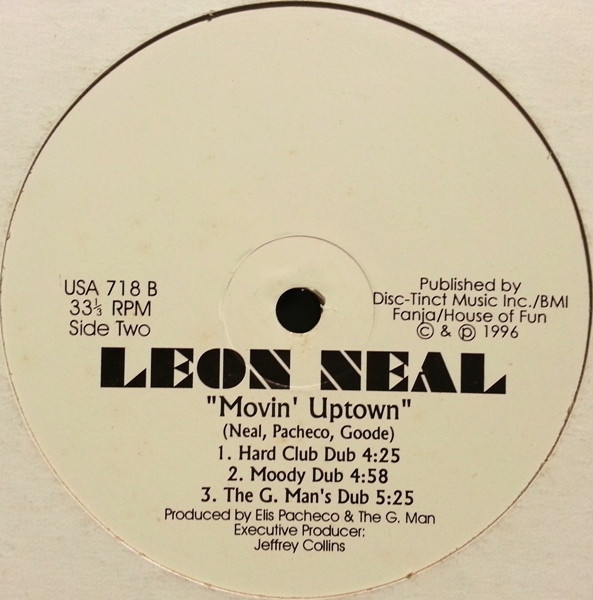 USA 718 B
33⅓ RPM
Side Two
Published by
Disc-Tinct Music Inc./BMI
Fanja/House of Fun
© & ℗ 1996
LEON NEAL
"Movin' Uptown"
(Neal, Pacheco, Goode)
1. Hard Club Dub 4:25
2. Moody Dub 4:58
3. The G. Man's Dub 5:25
Produced by Elis Pacheco & The G. Man
Executive Producer:
Jeffrey Collins